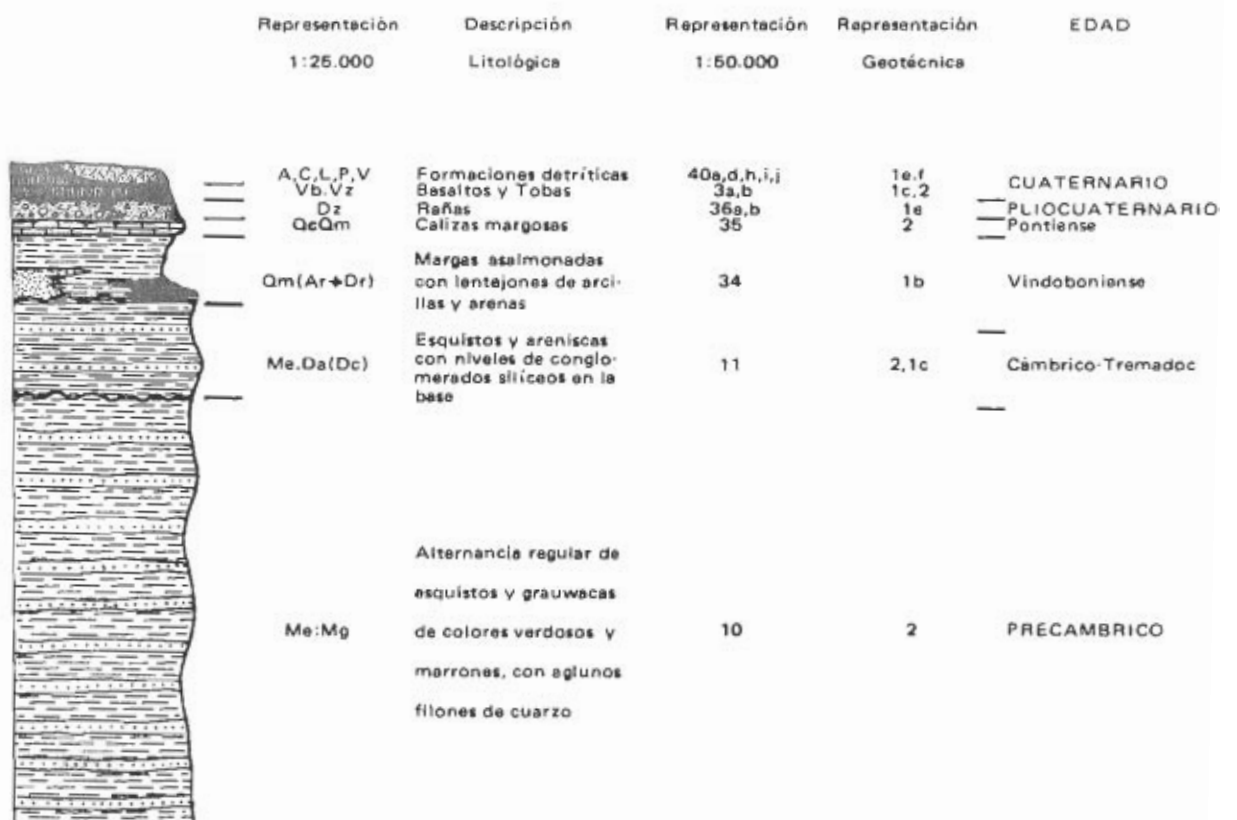 Representación Descripción Representación Representación EDAD
1:25.000 Litológica 1:50.000 Geotécnica
A,C,L,P,V Formaciones detríticas 40a,d,h,i,j 1e.f CUATERNARIO
Vb.Vz Basaltos y Tobas 3a,b 1c,2
Dz Rañas 36a,b 1e PLIOCUATERNARIO
QcQm Calizas margosas 35 2 Pontiense
Margas asalmonadas
Qm(Ar+Dr) con lentejones de arci- 34 1b Vindoboniense
llas y arenas
Esquistos y areniscas
Me.Da(Dc) con niveles de conglo- 11 2,1c Cámbrico-Tremadoc
merados silíceos en la
base
Alternancia regular de
esquistos y grauwacas
Me:Mg de colores verdosos y 10 2 PRECAMBRICO
marrones, con aglunos
filones de cuarzo